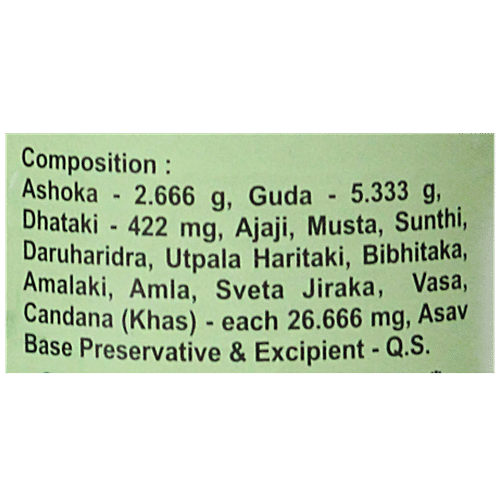 Composition :
Ashoka - 2.666 g, Guda - 5.333 g,
Dhataki - 422 mg, Ajaji, Musta, Sunthi,
Daruharidra, Utpala Haritaki, Bibhitaka,
Amalaki, Amla, Sveta Jiraka, Vasa,
Candana (Khas) - each 26.666 mg, Asav
Base Preservative & Excipient - Q.S.